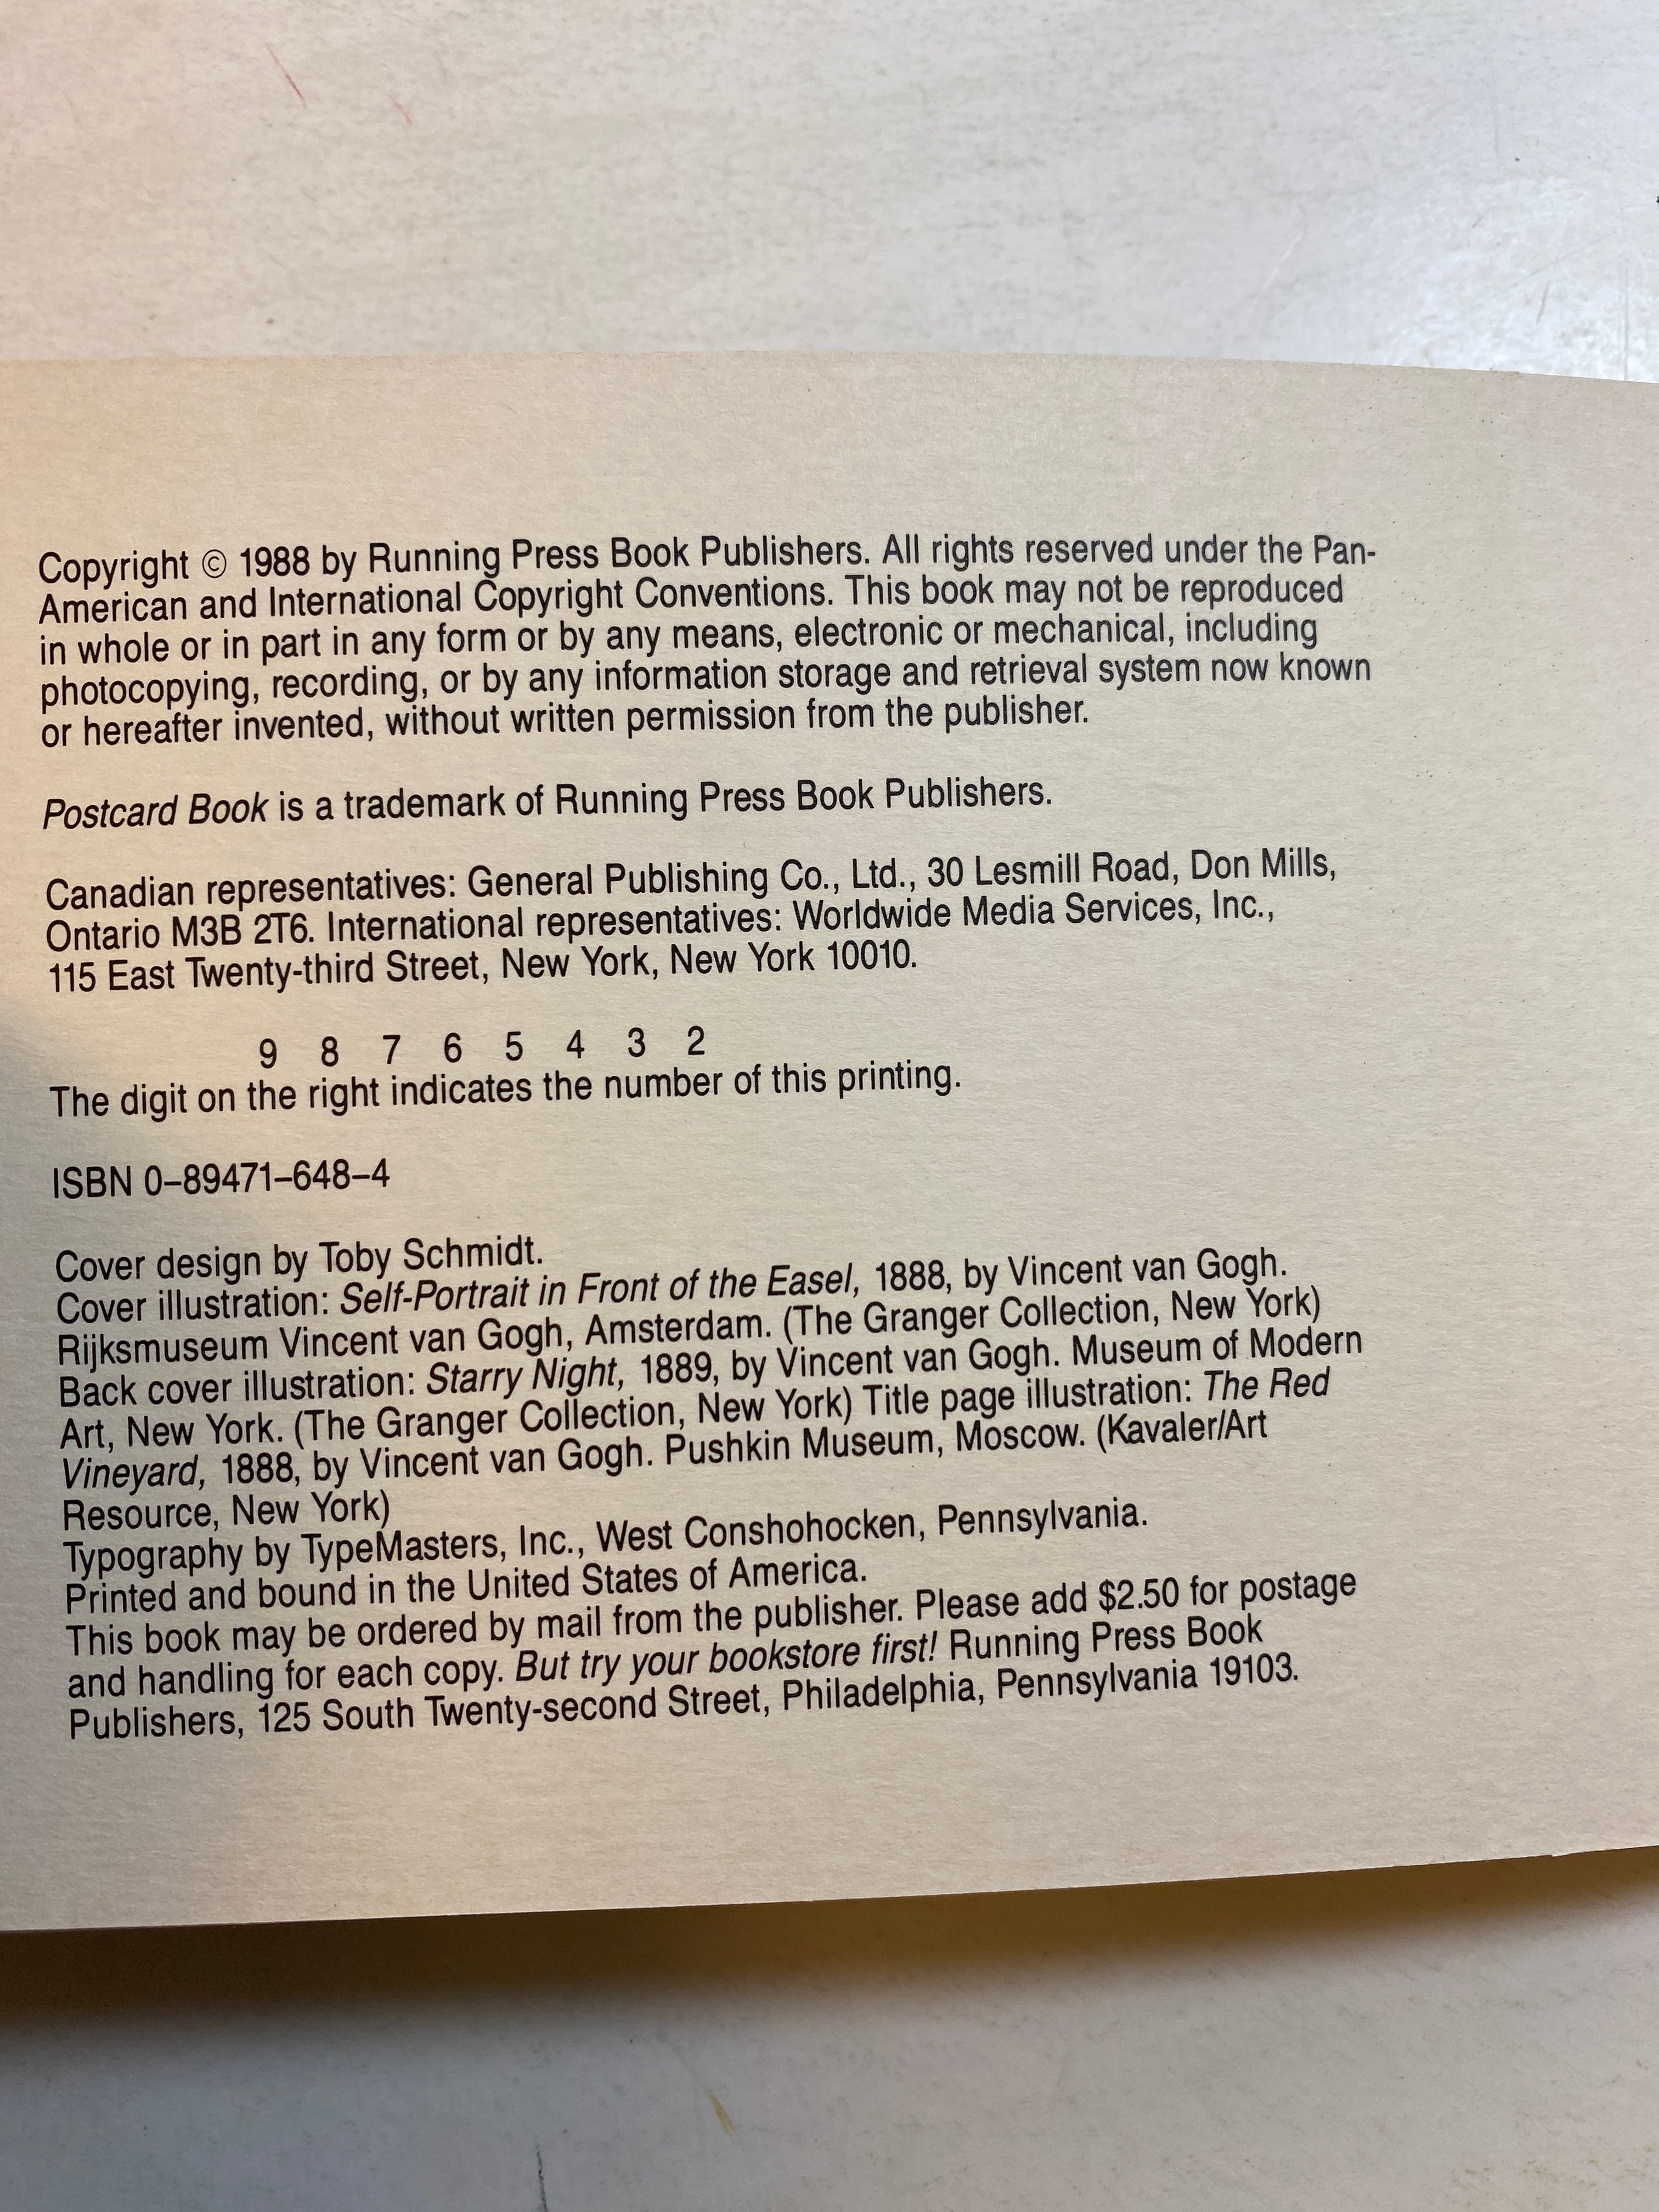 Copyright © 1988 by Running Press Book Publishers. All rights reserved under the Pan-
American and International Copyright Conventions. This book may not be reproduced
in whole or in part in any form or by any means, electronic or mechanical, including
photocopying, recording, or by any information storage and retrieval system now known
or hereafter invented, without written permission from the publisher.
Postcard Book is a trademark of Running Press Book Publishers.
Canadian representatives: General Publishing Co., Ltd., 30 Lesmill Road, Don Mills,
Ontario M3B 2T6. International representatives: Worldwide Media Services, Inc.,
115 East Twenty-third Street, New York, New York 10010.
9 8 7 6 5 4 3 2
The digit on the right indicates the number of this printing.
ISBN 0–89471–648–4
Cover design by Toby Schmidt.
Cover illustration: Self-Portrait in Front of the Easel, 1888, by Vincent van Gogh.
Rijksmuseum Vincent van Gogh, Amsterdam. (The Granger Collection, New York)
Back cover illustration: Starry Night, 1889, by Vincent van Gogh. Museum of Modern
Art, New York. (The Granger Collection, New York) Title page illustration: The Red
Vineyard, 1888, by Vincent van Gogh. Pushkin Museum, Moscow. (Kavaler/Art
Resource, New York)
Typography by TypeMasters, Inc., West Conshohocken, Pennsylvania.
Printed and bound in the United States of America.
This book may be ordered by mail from the publisher. Please add $2.50 for postage
and handling for each copy. But try your bookstore first! Running Press Book
Publishers, 125 South Twenty-second Street, Philadelphia, Pennsylvania 19103.